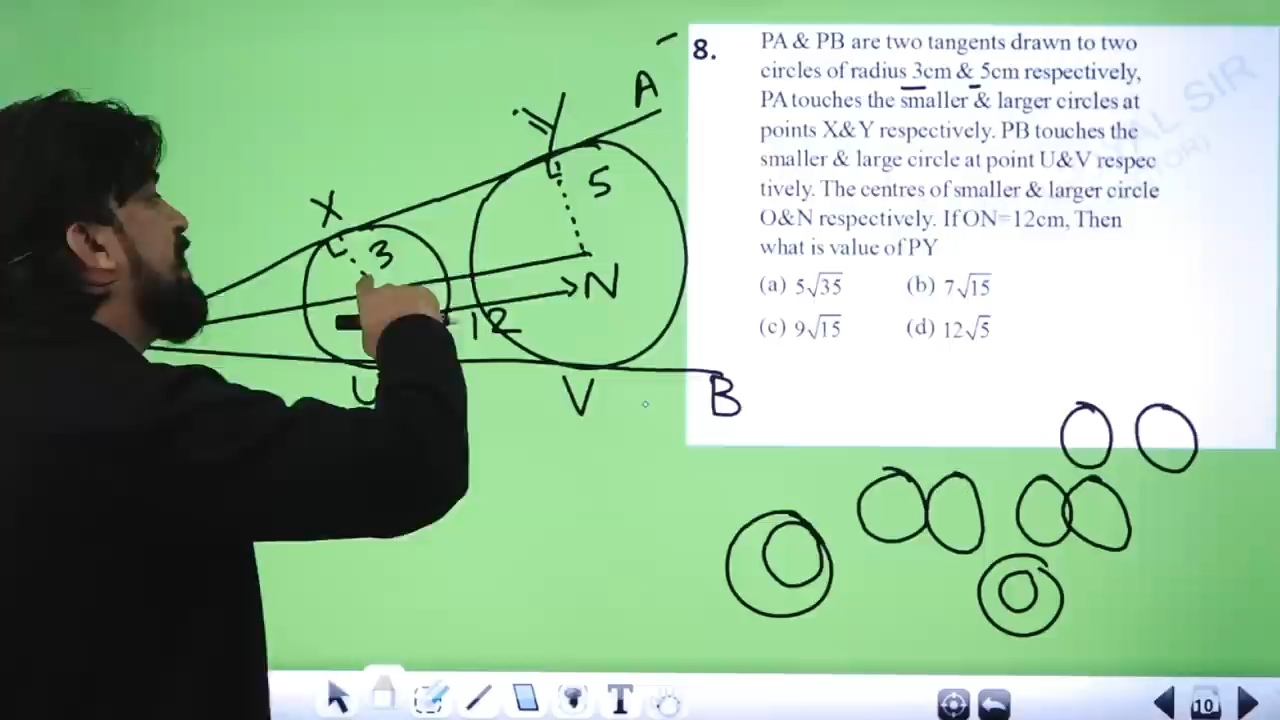 8.
PA & PB are two tangents drawn to two
circles of radius 3cm & 5cm respectively,
PA touches the smaller & larger circles at
points X&Y respectively. PB touches the
smaller & large circle at point U&V respec
tively. The centres of smaller & larger circle
O&N respectively. If ON=12cm, Then
what is value of PY
(a) 5√35 (b) 7√15
(c) 9√15 (d) 12√5
A
Y
X
5
3
N
12
U
V
B
T
10